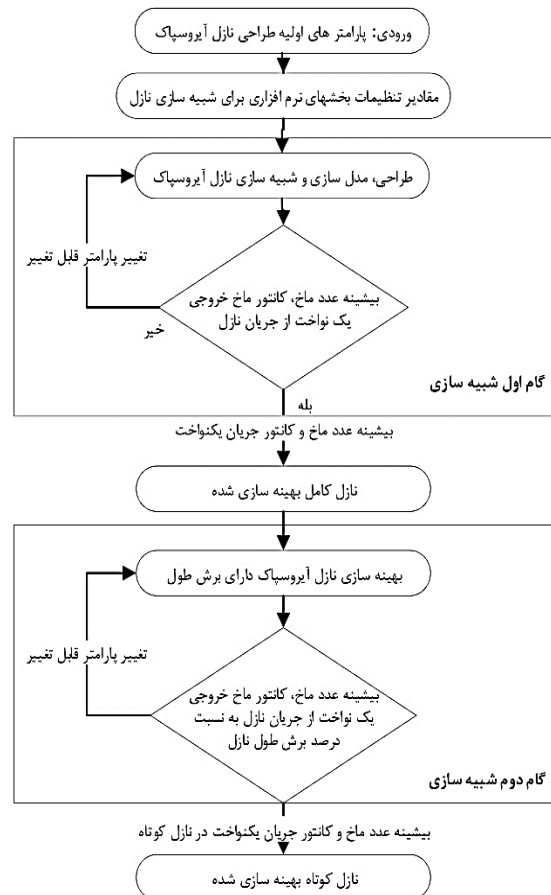 ورودی: پارامتر های اولیه طراحی نازل آیروسپاک
مقادیر تنظیمات بخشهای نرم افزاری برای شبیه سازی نازل
طراحی، مدل سازی و شبیه سازی نازل آیروسپاک
تغییر پارامتر قابل تغییر
بیشینه عدد ماخ، کانتور ماخ خروجی
یک نواخت از جریان نازل
خیر
گام اول شبیه سازی
بله
بیشینه عدد ماخ و کانتور جریان یکنواخت
نازل کامل بهینه سازی شده
بهینه سازی نازل آیروسپاک دارای برش طول
تغییر پارامتر قابل تغییر
بیشینه عدد ماخ، کانتور ماخ خروجی
یک نواخت از جریان نازل به نسبت
درصد برش طول نازل
گام دوم شبیه سازی
بیشینه عدد ماخ و کانتور جریان یکنواخت در نازل کوتاه
نازل کوتاه بهینه سازی شده